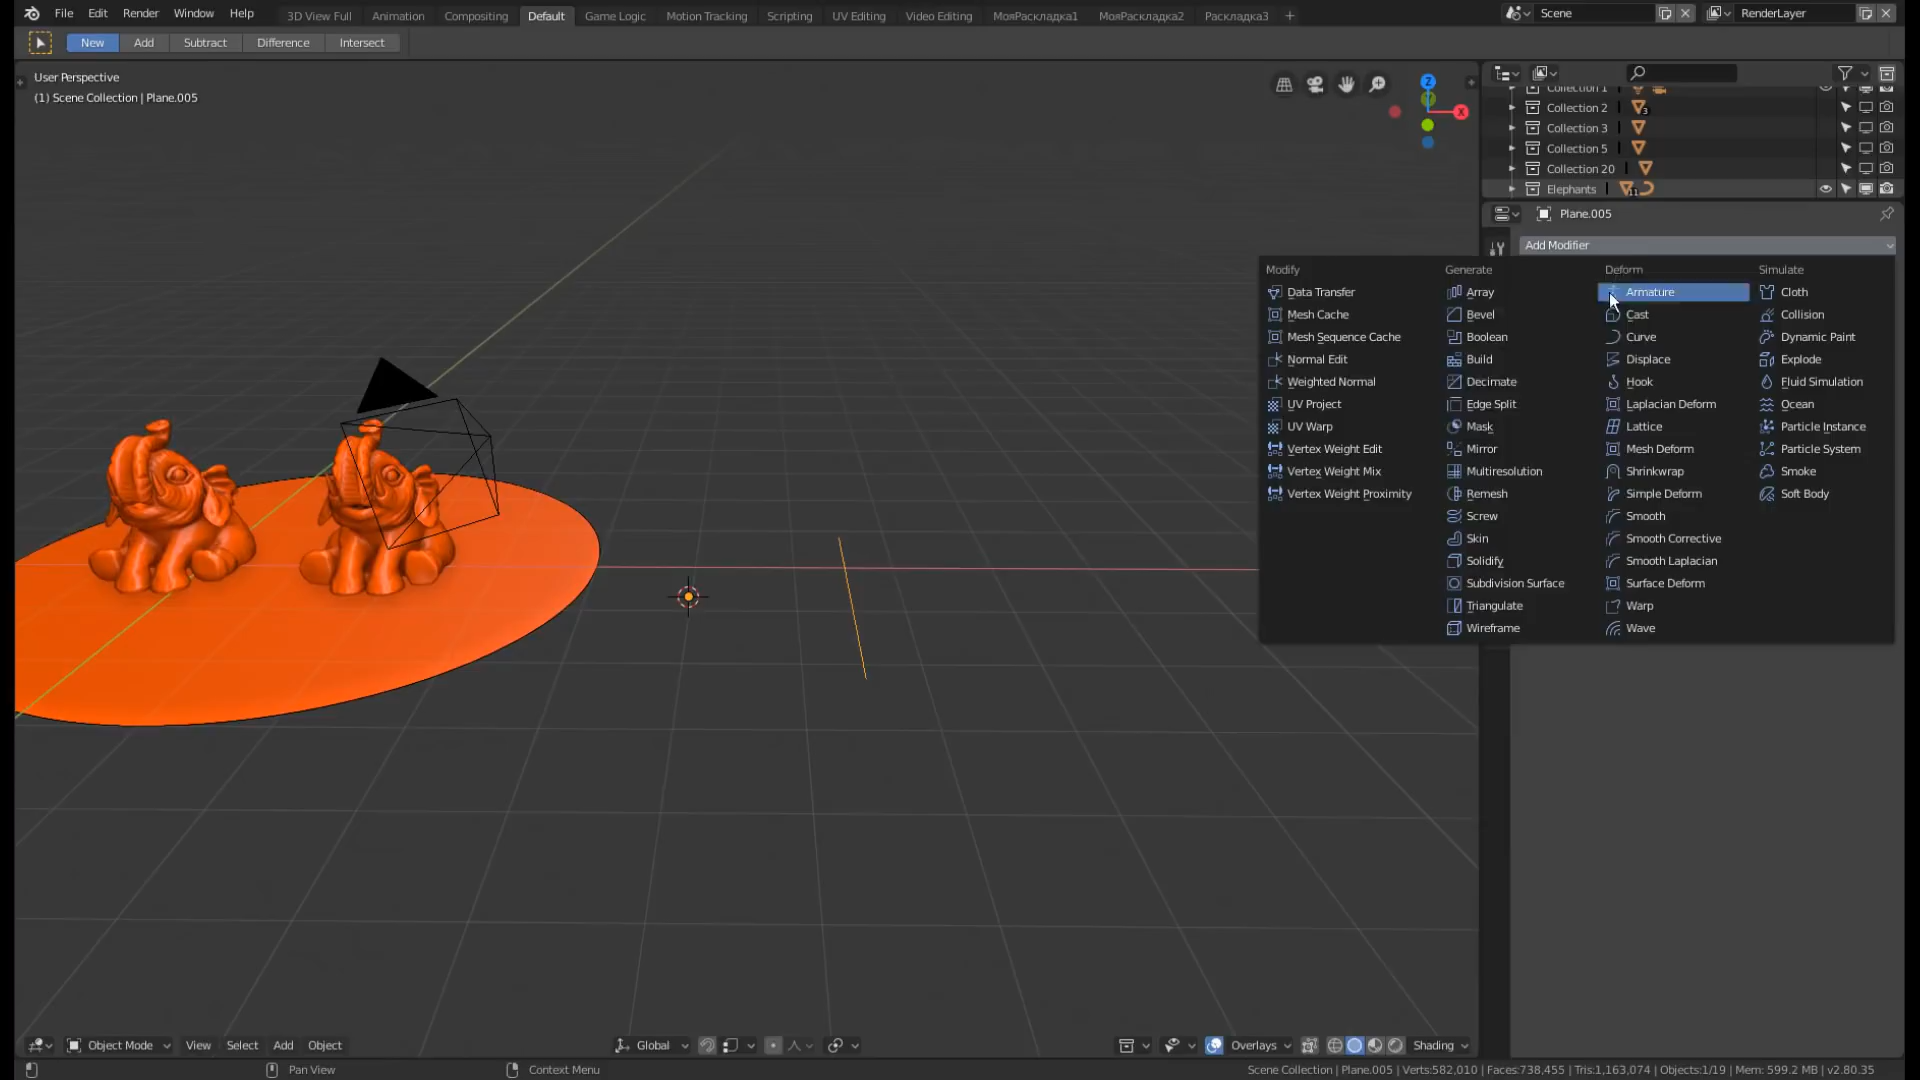 File Edit Render Window Help 3D View Full Animation Compositing Default Game Logic Motion Tracking Scripting UV Editing Video Editing МояРаскладка1 МояРаскладка2 Раскладка3 + Scene RenderLayer
New Add Subtract Difference Intersect
User Perspective
(1) Scene Collection | Plane.005
Z
X
Collection 1
Collection 2 3
Collection 3
Collection 5
Collection 20
Elephants 11
Plane.005
Add Modifier
Modify Generate Deform Simulate
Data Transfer Array Armature Cloth
Mesh Cache Bevel Cast Collision
Mesh Sequence Cache Boolean Curve Dynamic Paint
Normal Edit Build Displace Explode
Weighted Normal Decimate Hook Fluid Simulation
UV Project Edge Split Laplacian Deform Ocean
UV Warp Mask Lattice Particle Instance
Vertex Weight Edit Mirror Mesh Deform Particle System
Vertex Weight Mix Multiresolution Shrinkwrap Smoke
Vertex Weight Proximity Remesh Simple Deform Soft Body
Screw Smooth
Skin Smooth Corrective
Solidify Smooth Laplacian
Subdivision Surface Surface Deform
Triangulate Warp
Wireframe Wave
Object Mode View Select Add Object Global Overlays Shading
Pan View Context Menu Scene Collection | Plane.005 | Verts:582,010 | Faces:738,455 | Tris:1,163,074 | Objects:1/19 | Mem: 599.2 MB | v2.80.35